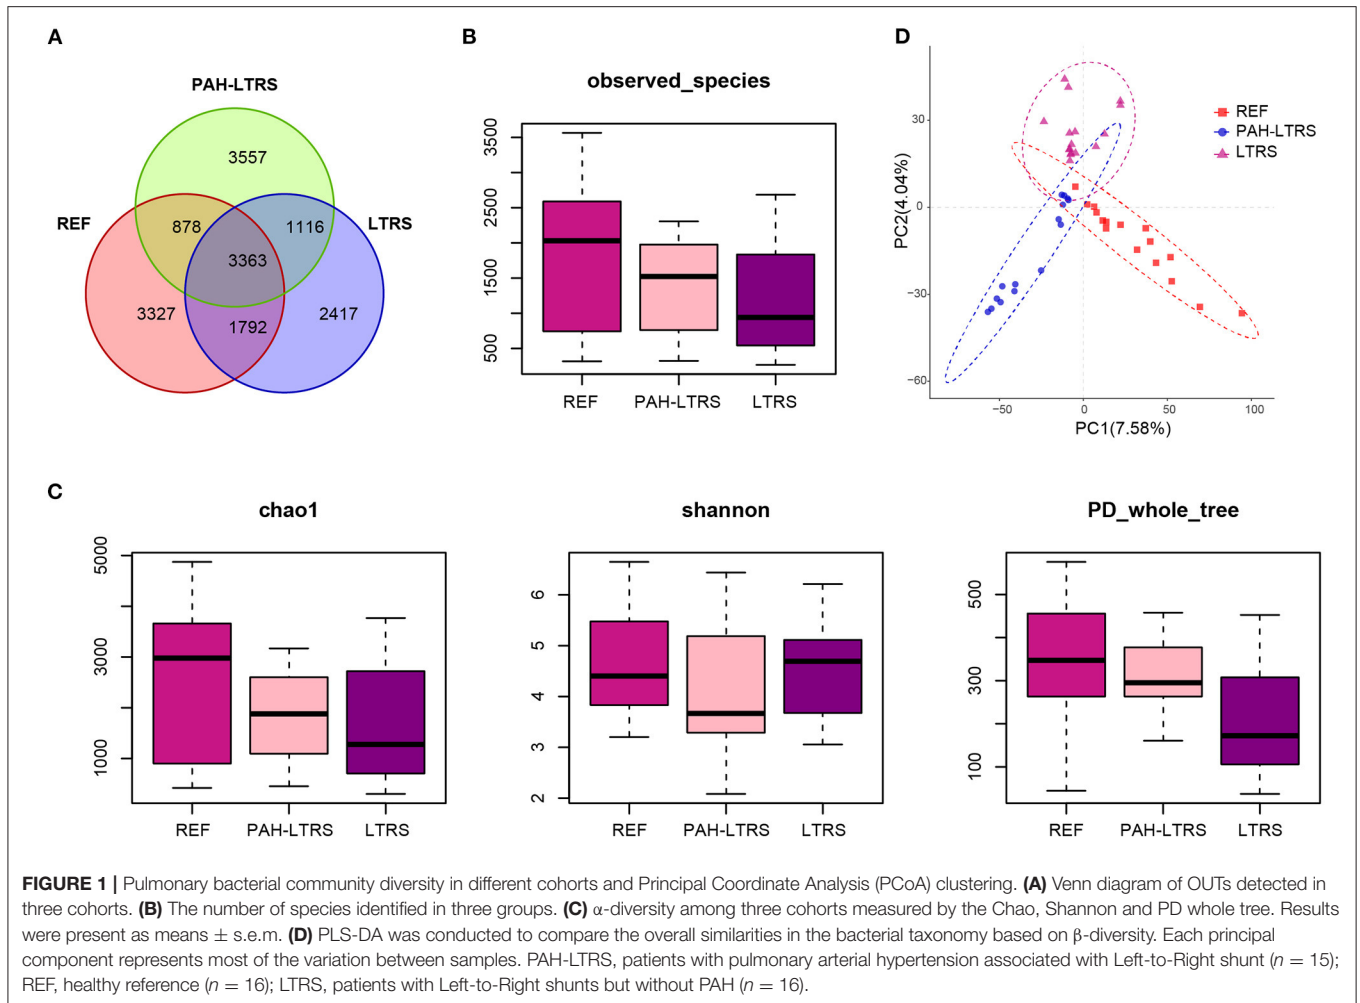 A
PAH-LTRS
3557
REF
878
1116
LTRS
3363
3327
1792
2417
B
observed_species
3500
2500
1500
500
REF
PAH-LTRS
LTRS
D
30
0
−30
−60
PC2(4.04%)
−50
0
50
100
PC1(7.58%)
REF
PAH-LTRS
LTRS
C
chao1
5000
3000
1000
REF
PAH-LTRS
LTRS
shannon
6
5
4
3
2
REF
PAH-LTRS
LTRS
PD_whole_tree
500
300
100
REF
PAH-LTRS
LTRS
FIGURE 1 | Pulmonary bacterial community diversity in different cohorts and Principal Coordinate Analysis (PCoA) clustering. (A) Venn diagram of OUTs detected in
three cohorts. (B) The number of species identified in three groups. (C) α-diversity among three cohorts measured by the Chao, Shannon and PD whole tree. Results
were present as means ± s.e.m. (D) PLS-DA was conducted to compare the overall similarities in the bacterial taxonomy based on β-diversity. Each principal
component represents most of the variation between samples. PAH-LTRS, patients with pulmonary arterial hypertension associated with Left-to-Right shunt (n = 15);
REF, healthy reference (n = 16); LTRS, patients with Left-to-Right shunts but without PAH (n = 16).